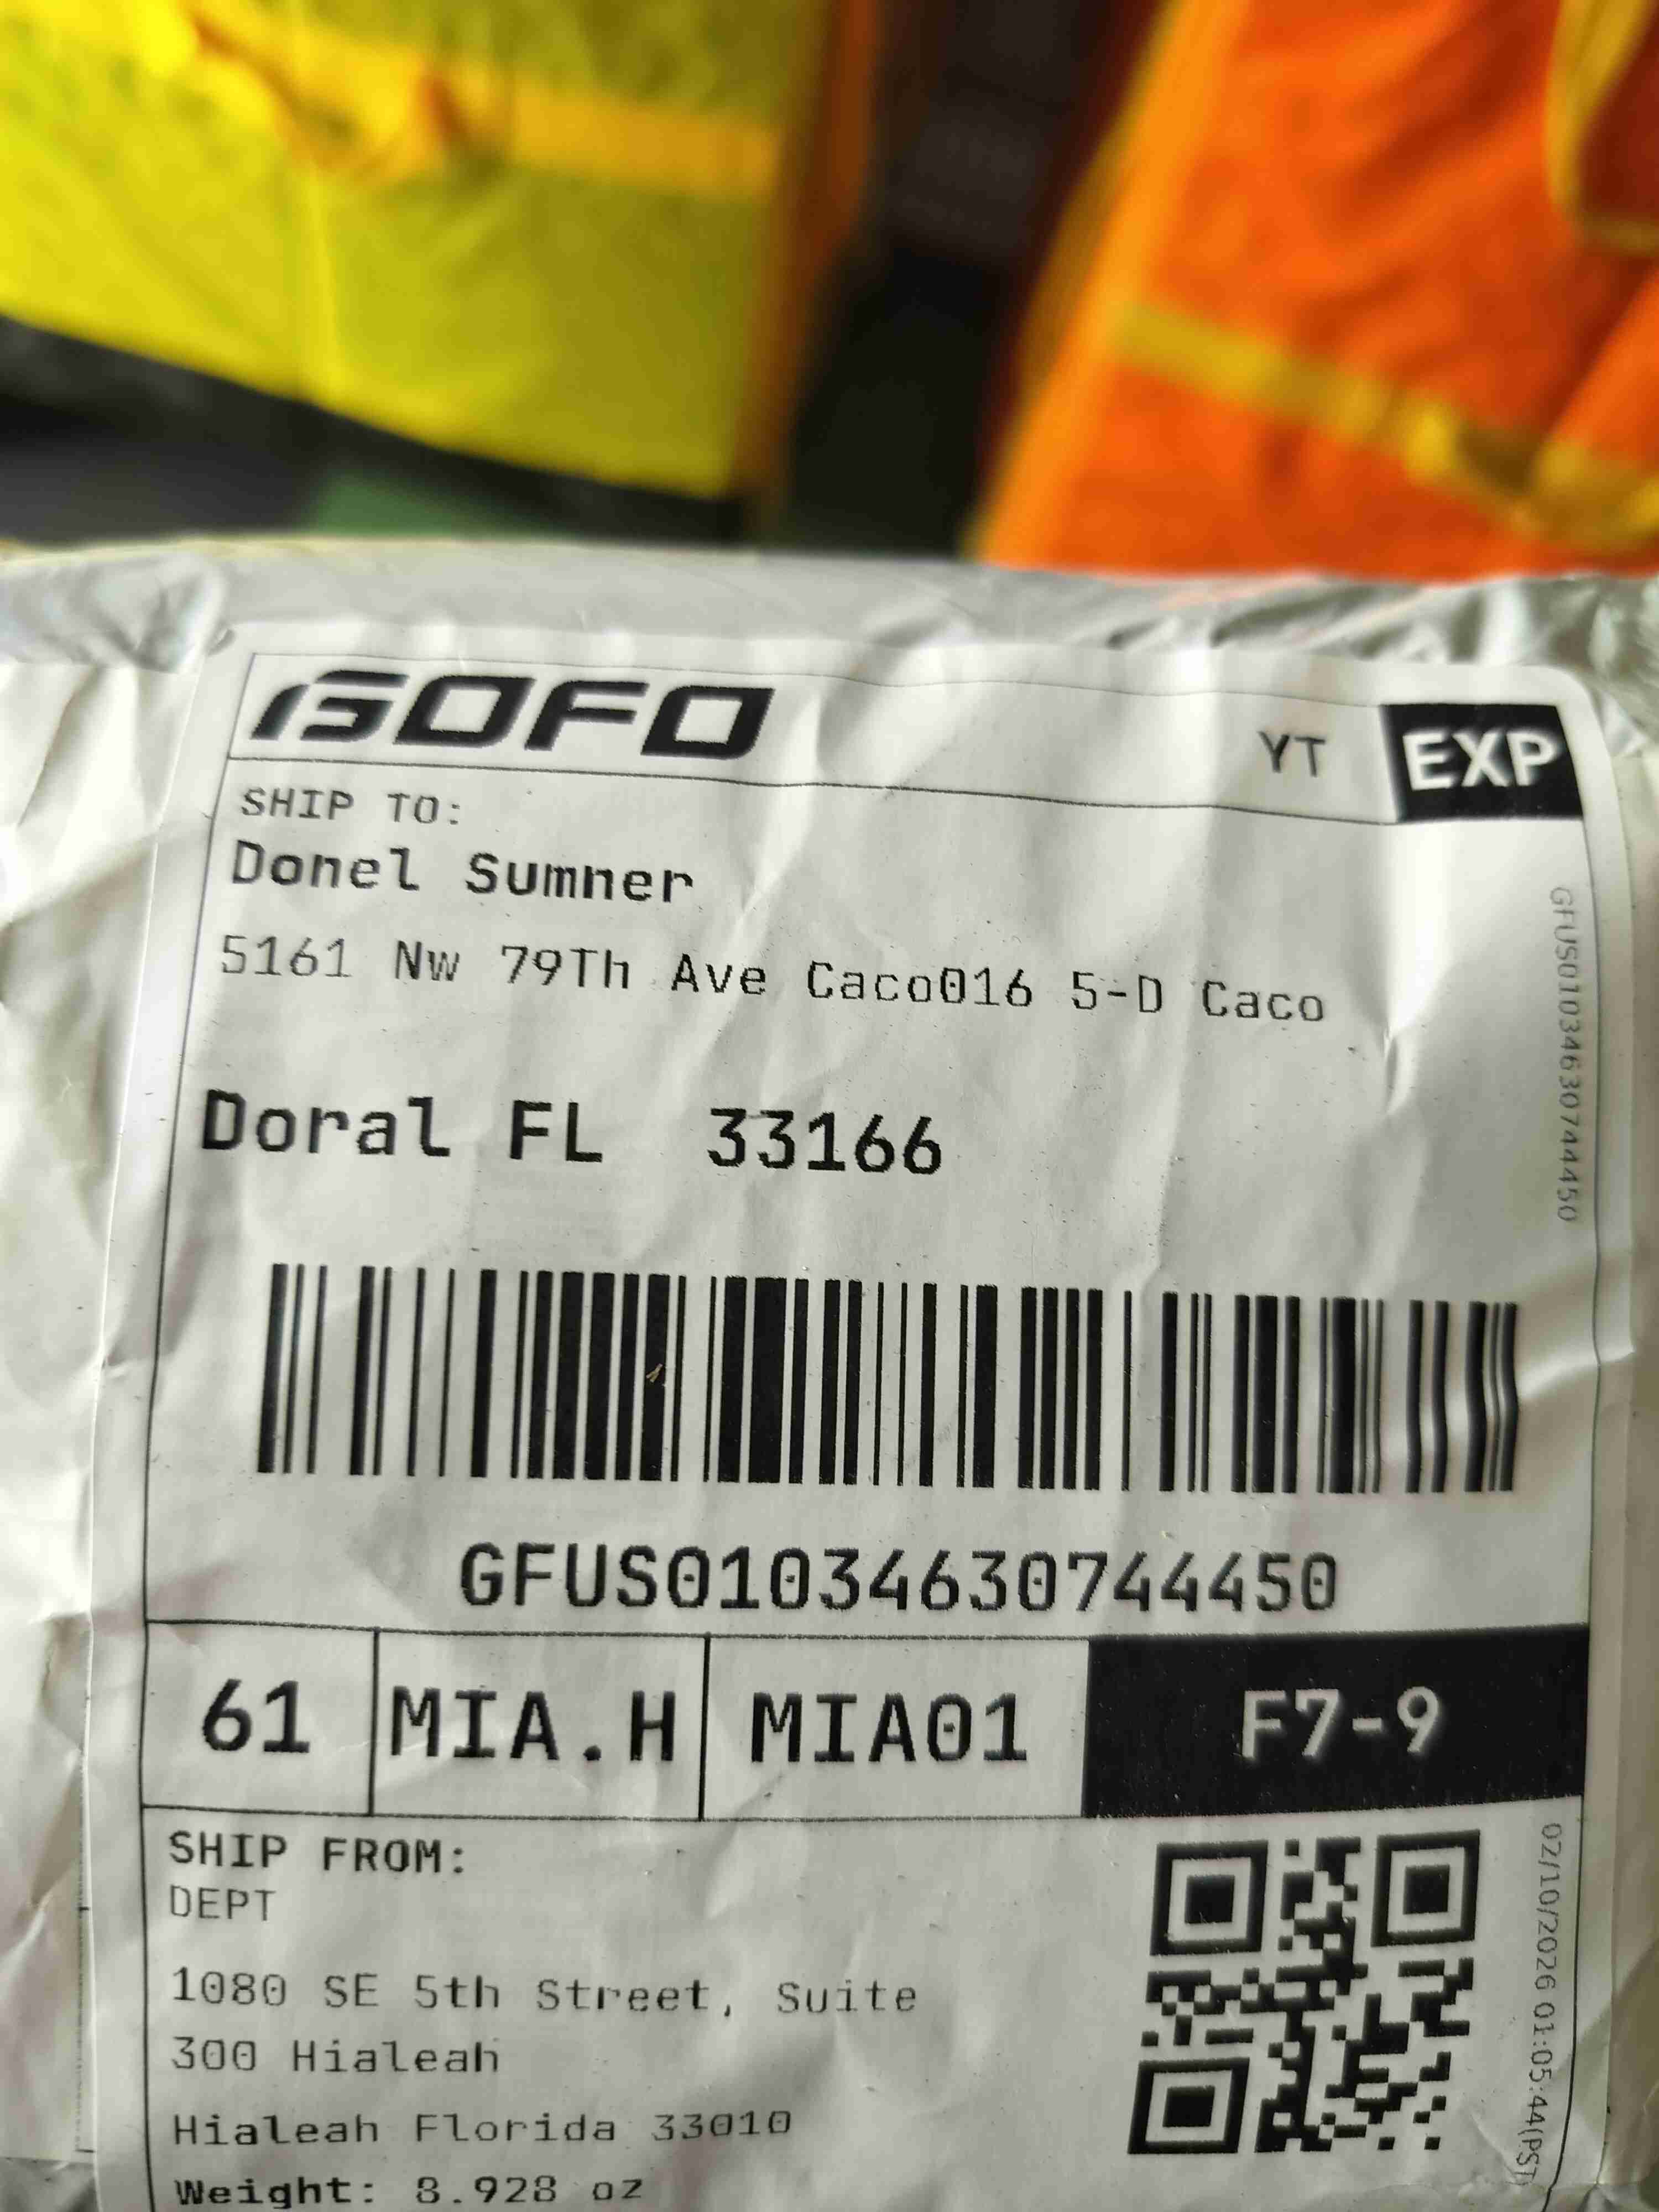 GOFO
YT EXP
SHIP TO:
Donel Sumner
5161 Nw 79Th Ave Caco016 5-D Caco
Doral FL 33166
GFUS01034630744450
GFUS01034630744450
61 MIA.H MIA01 F7-9
SHIP FROM:
DEPT
1080 SE 5th Street, Suite
300 Hialeah
Hialeah Florida 33010
Weight: 8.928 oz
02/10/2026 01:05:44(PST)